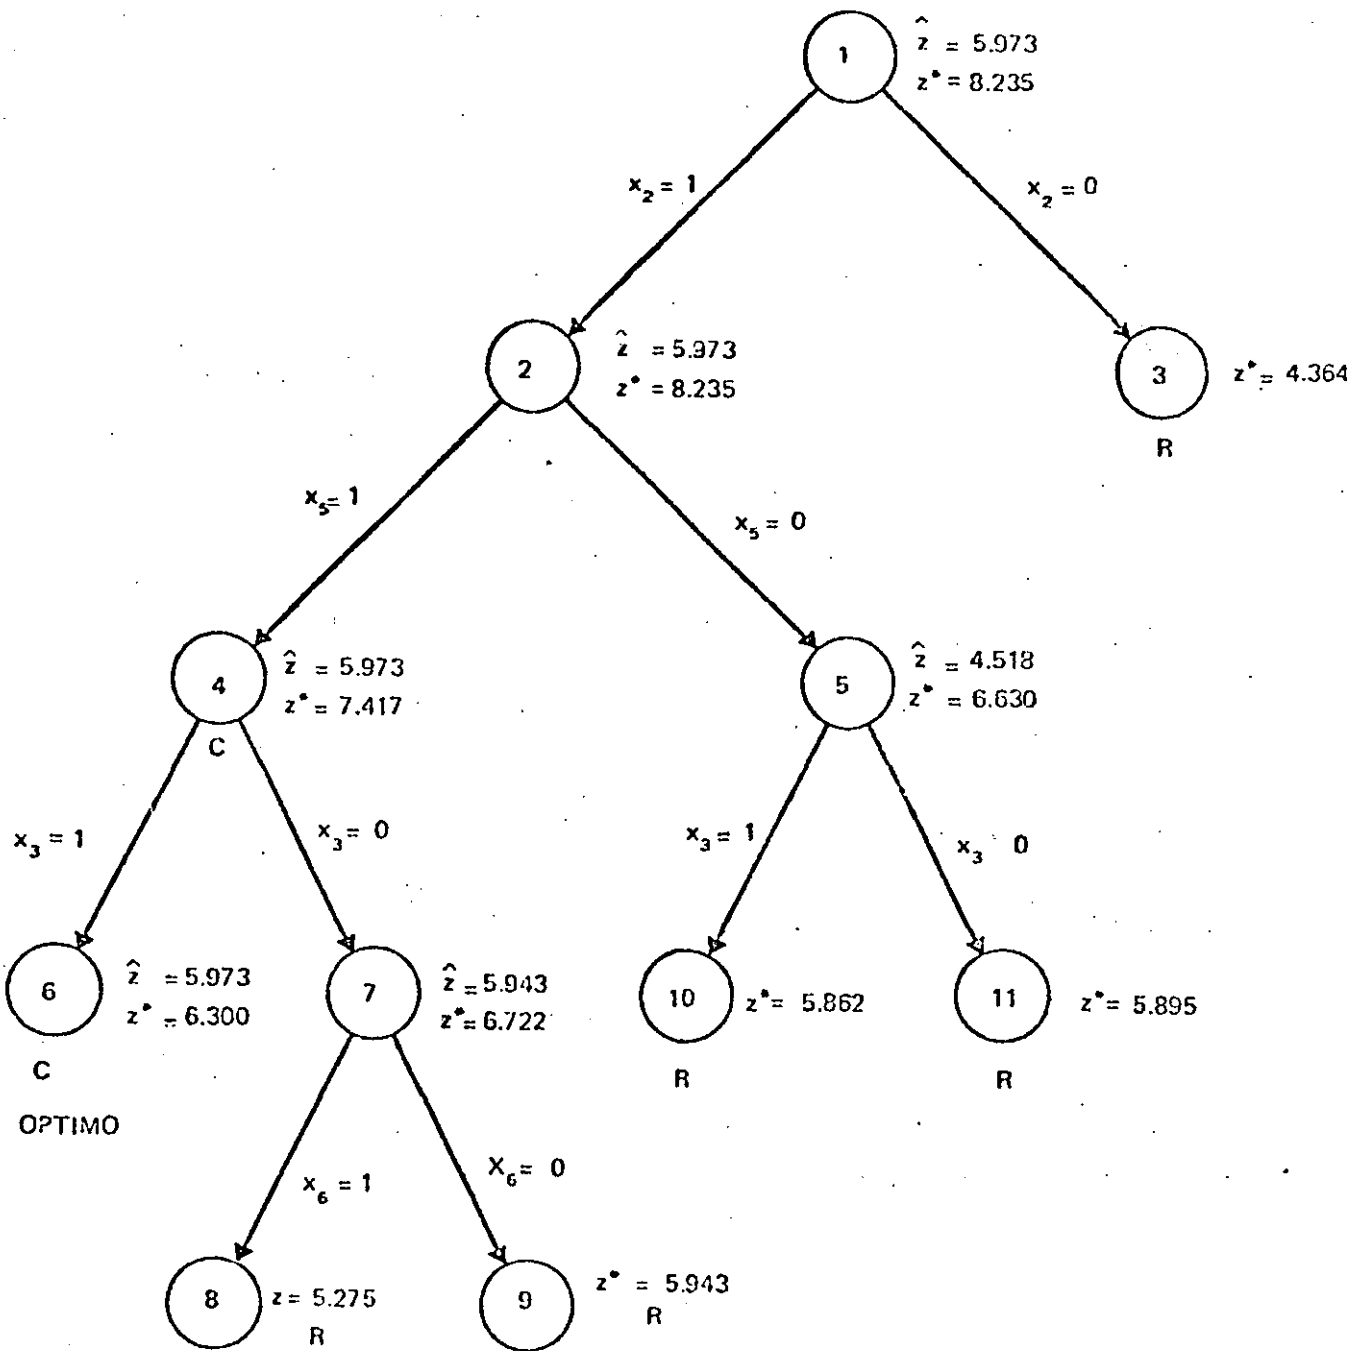 1
ẑ = 5.973
z* = 8.235
x₂ = 1
x₂ = 0
2
ẑ = 5.973
z* = 8.235
3
z* = 4.364
R
x₅ = 1
x₅ = 0
4
ẑ = 5.973
z* = 7.417
C
5
ẑ = 4.518
z* = 6.630
x₃ = 1
x₃ = 0
x₃ = 1
x₃ 0
6
ẑ = 5.973
z* = 6.300
C
OPTIMO
7
ẑ = 5.943
z* = 6.722
10
z* = 5.862
R
11
z* = 5.895
R
x₆ = 1
X₆ = 0
8
z = 5.275
R
9
z* = 5.943
R